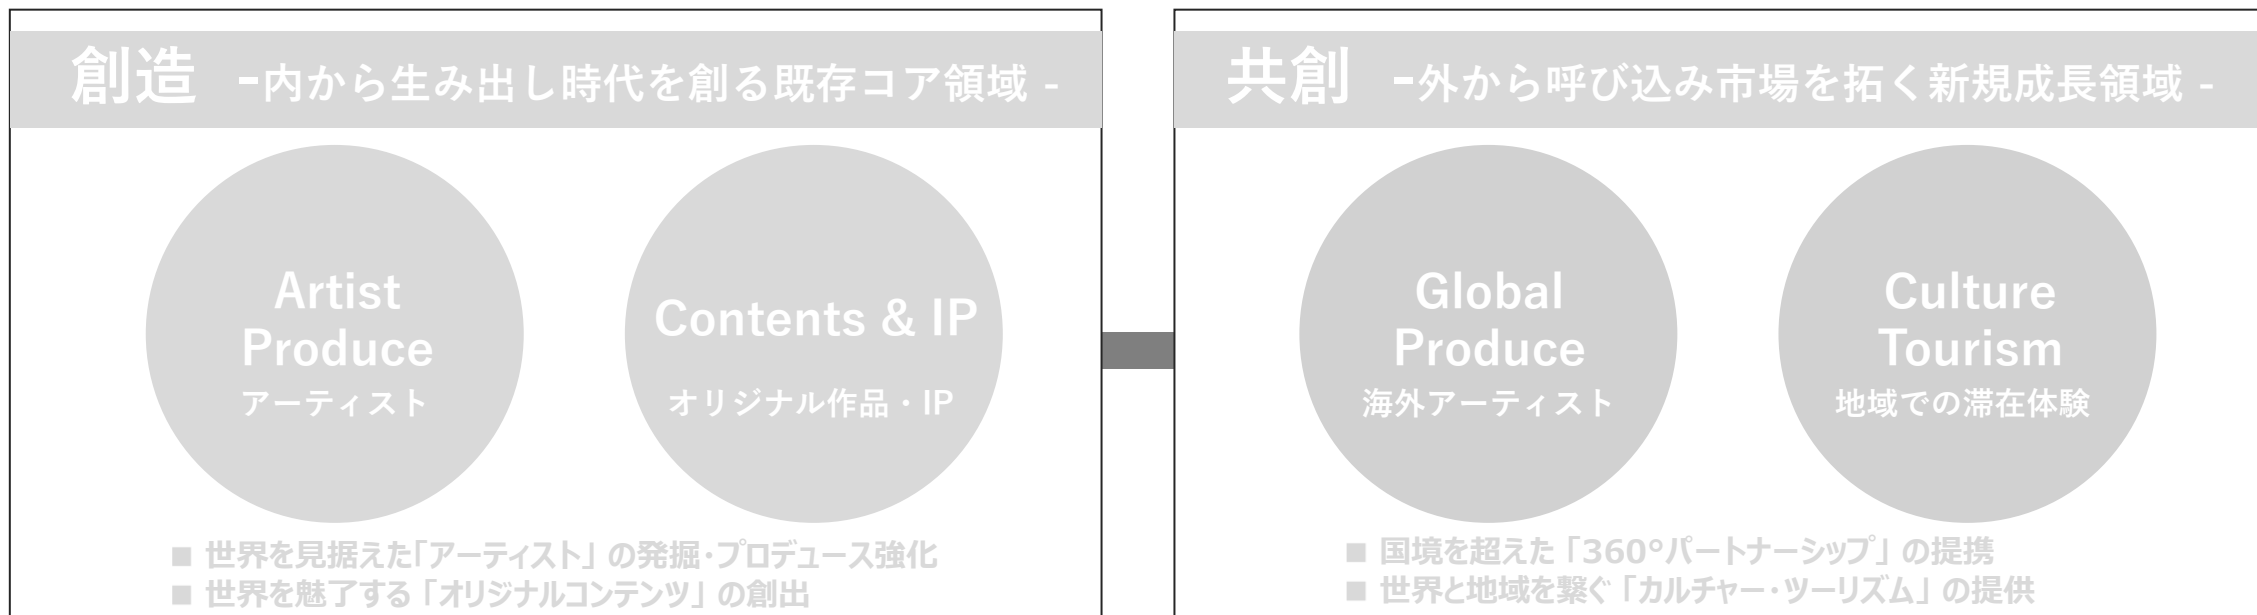 創造 -内から生み出し時代を創る既存コア領域 -
Artist
Produce
アーティスト
Contents & IP
オリジナル作品・IP
■ 世界を見据えた「アーティスト」の発掘・プロデュース強化
■ 世界を魅了する「オリジナルコンテンツ」の創出
共創 -外から呼び込み市場を拓く新規成長領域 -
Global
Produce
海外アーティスト
Culture
Tourism
地域での滞在体験
■ 国境を超えた「360°パートナーシップ」の提携
■ 世界と地域を繋ぐ「カルチャー・ツーリズム」の提供